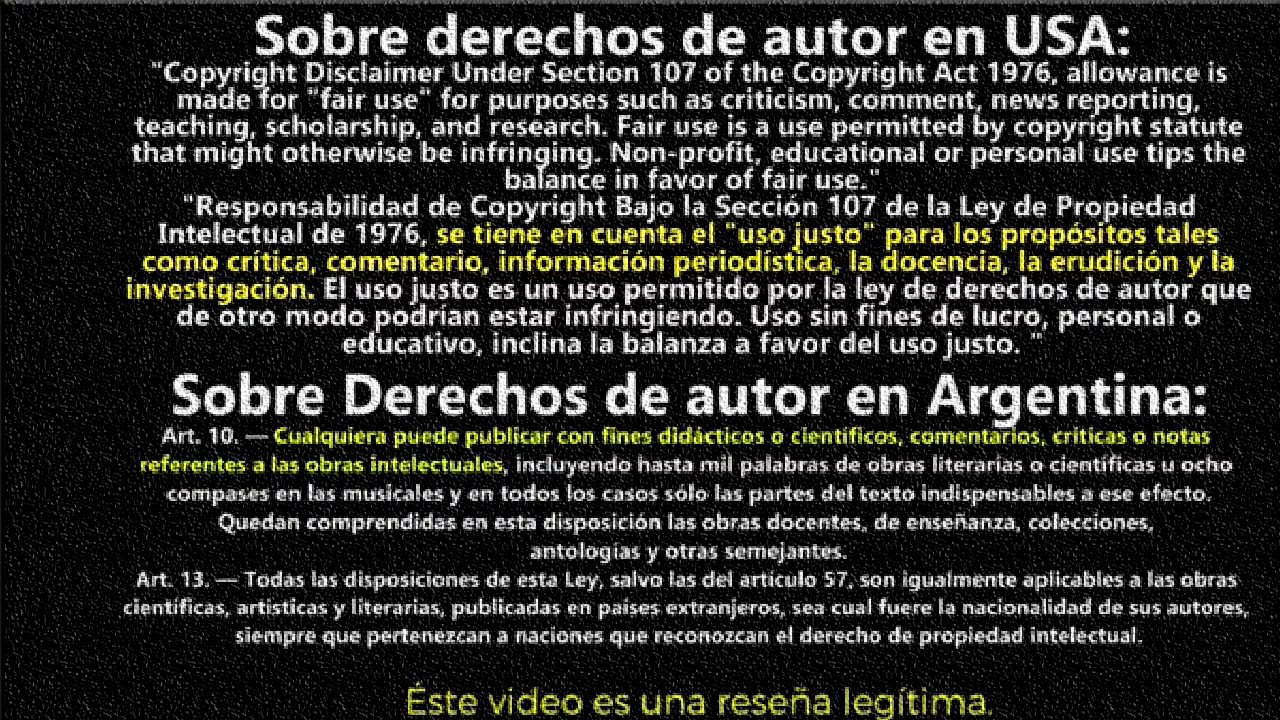 Sobre derechos de autor en USA:
"Copyright Disclaimer Under Section 107 of the Copyright Act 1976, allowance is
made for "fair use" for purposes such as criticism, comment, news reporting,
teaching, scholarship, and research. Fair use is a use permitted by copyright statute
that might otherwise be infringing. Non-profit, educational or personal use tips the
balance in favor of fair use."
"Responsabilidad de Copyright Bajo la Sección 107 de la Ley de Propiedad
Intelectual de 1976, se tiene en cuenta el "uso justo" para los propósitos tales
como crítica, comentario, información periodística, la docencia, la erudición y la
investigación. El uso justo es un uso permitido por la ley de derechos de autor que
de otro modo podrían estar infringiendo. Uso sin fines de lucro, personal o
educativo, inclina la balanza a favor del uso justo. "
Sobre Derechos de autor en Argentina:
Art. 10. — Cualquiera puede publicar con fines didácticos o científicos, comentarios, críticas o notas
referentes a las obras intelectuales, incluyendo hasta mil palabras de obras literarias o científicas u ocho
compases en las musicales y en todos los casos sólo las partes del texto indispensables a ese efecto.
Quedan comprendidas en esta disposición las obras docentes, de enseñanza, colecciones,
antologías y otras semejantes.
Art. 13. — Todas las disposiciones de esta Ley, salvo las del artículo 57, son igualmente aplicables a las obras
científicas, artísticas y literarias, publicadas en países extranjeros, sea cual fuere la nacionalidad de sus autores,
siempre que pertenezcan a naciones que reconozcan el derecho de propiedad intelectual.
Éste video es una reseña legítima.